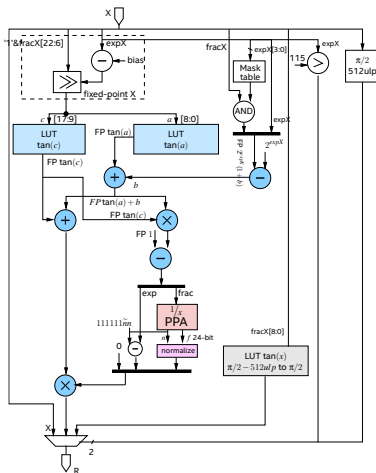 X
'1'&fracX[22:6]
expX
bias
fixed-point X
fracX
expX[3:0]
Mask
table
AND
115
>
π/2
512ulp
expX
c [17:9]
a [8:0]
LUT
tan(c)
FP tan(a)
LUT
tan(a)
FP tan(c)
b
2^expX
FP tan(a) + b
FP tan(c)
FP 1
exp
frac
1/x
PPA
111111ñn
n
f 24-bit
0
normalize
fracX[8:0]
LUT tan(x)
π/2 − 512ulp to π/2
X
2
R